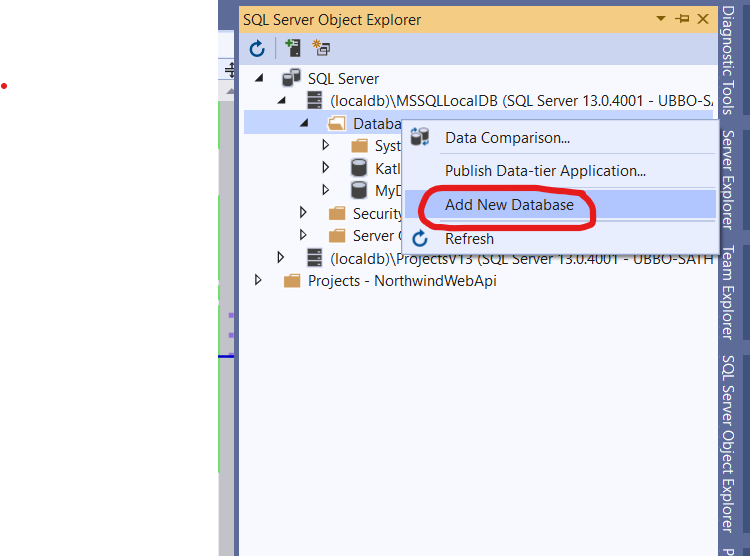 SQL Server Object Explorer
SQL Server
(localdb)\MSSQLLocalDB (SQL Server 13.0.4001 - UBBO-SA
Databa
Data Comparison...
Syst
Publish Data-tier Application...
Katl
MyD
Add New Database
Security
Server
Refresh
(localdb)\ProjectsV13 (SQL Server 13.0.4001 - UBBO-SATH
Projects - NorthwindWebApi
Diagnostic Tools
Server Explorer
Team Explorer
SQL Server Object Explorer